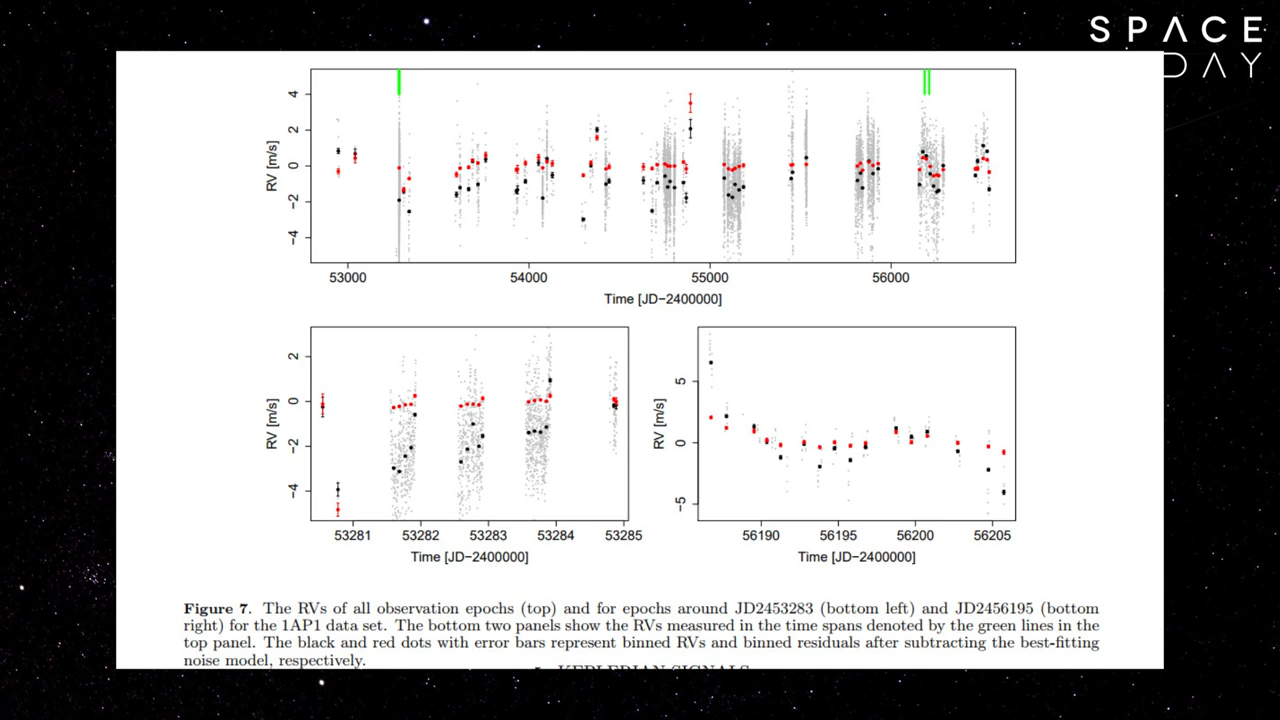 SPACE
DAY
4
2
0
−2
−4
RV [m/s]
53000 54000 55000 56000
Time [JD−2400000]
2
0
−2
−4
RV [m/s]
53281 53282 53283 53284 53285
Time [JD−2400000]
5
0
−5
RV [m/s]
56190 56195 56200 56205
Time [JD−2400000]
Figure 7. The RVs of all observation epochs (top) and for epochs around JD2453283 (bottom left) and JD2456195 (bottom
right) for the 1AP1 data set. The bottom two panels show the RVs measured in the time spans denoted by the green lines in the
top panel. The black and red dots with error bars represent binned RVs and binned residuals after subtracting the best-fitting
noise model, respectively.
KEPLERIAN SIGNALS